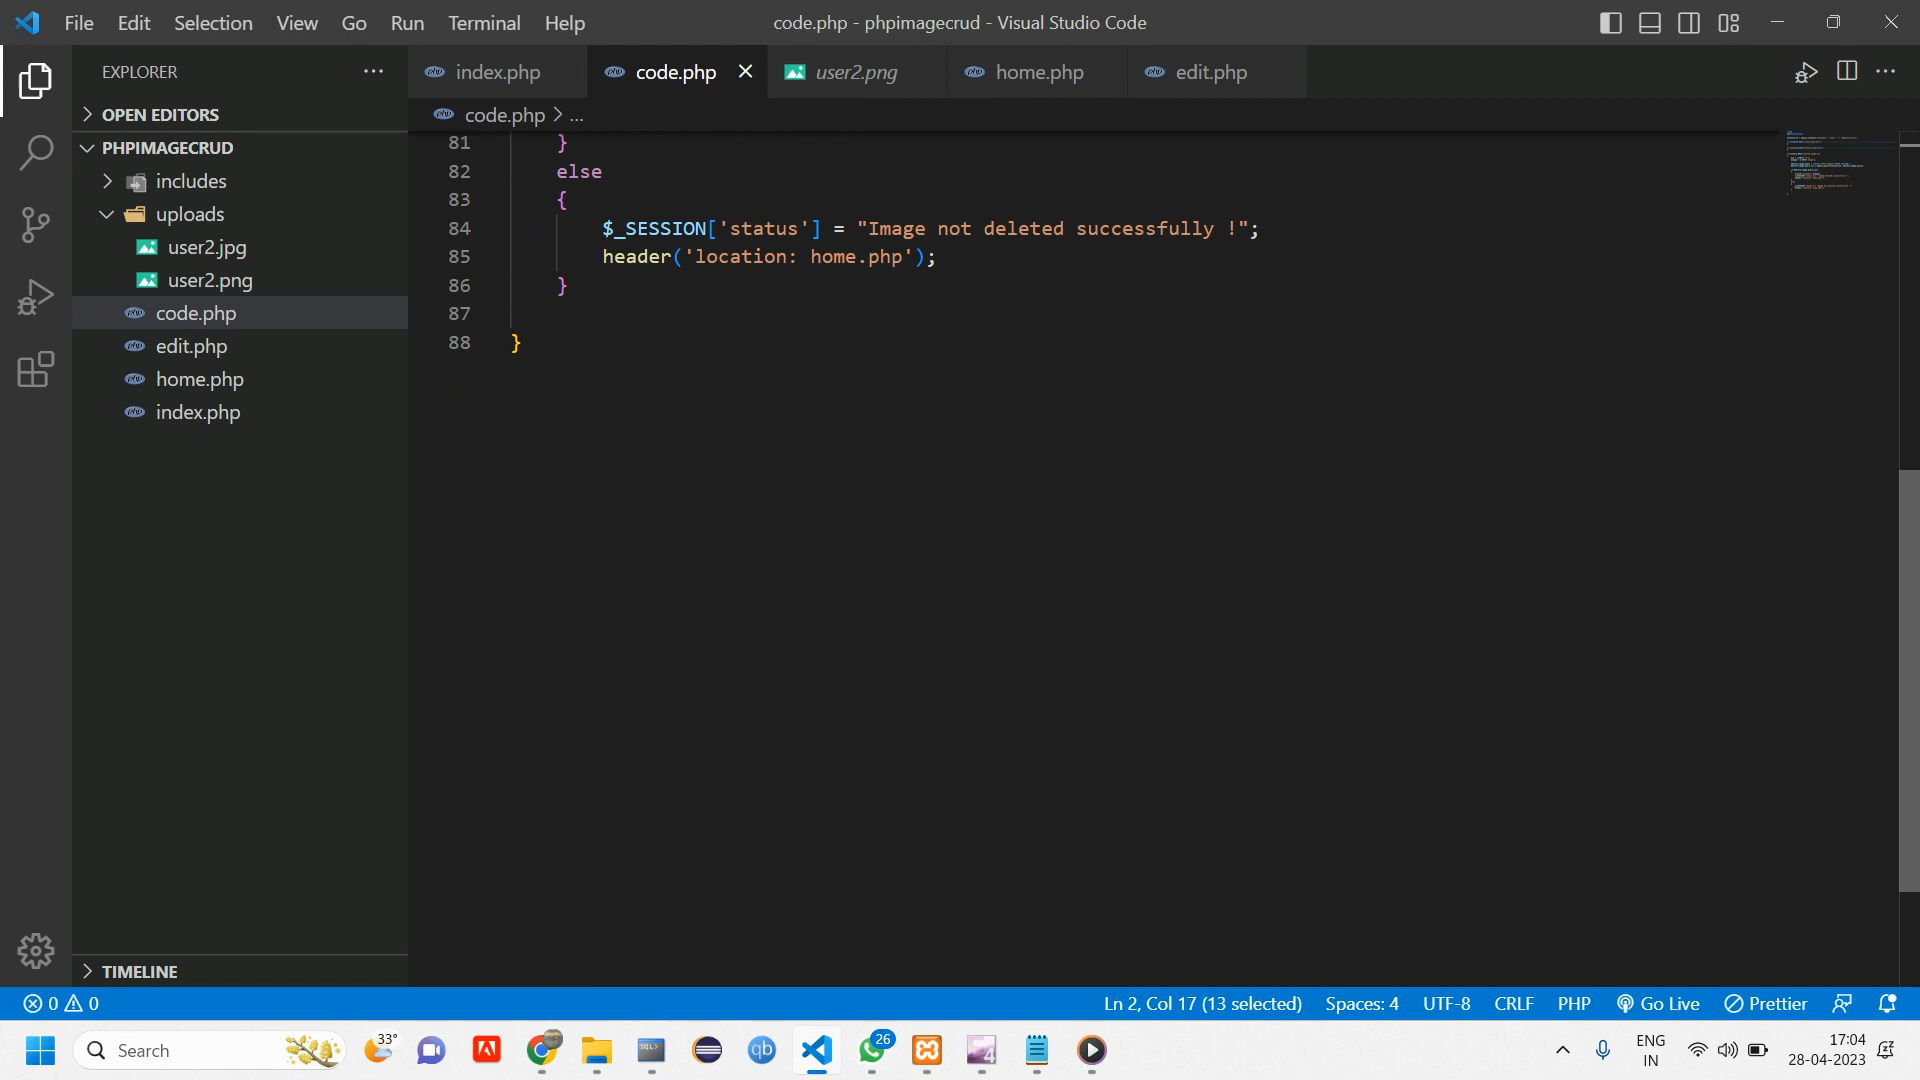 File Edit Selection View Go Run Terminal Help
code.php - phpimagecrud - Visual Studio Code
EXPLORER
OPEN EDITORS
PHPIMAGECRUD
includes
uploads
user2.jpg
user2.png
code.php
edit.php
home.php
index.php
TIMELINE
index.php code.php user2.png home.php edit.php
code.php > ...
81 }
82 else
83 {
84 $_SESSION['status'] = "Image not deleted successfully !";
85 header('location: home.php');
86 }
87
88 }
0 0
Ln 2, Col 17 (13 selected) Spaces: 4 UTF-8 CRLF PHP Go Live Prettier
Search
33°
qb
SQL>
26
4
ENG
IN
17:04
28-04-2023